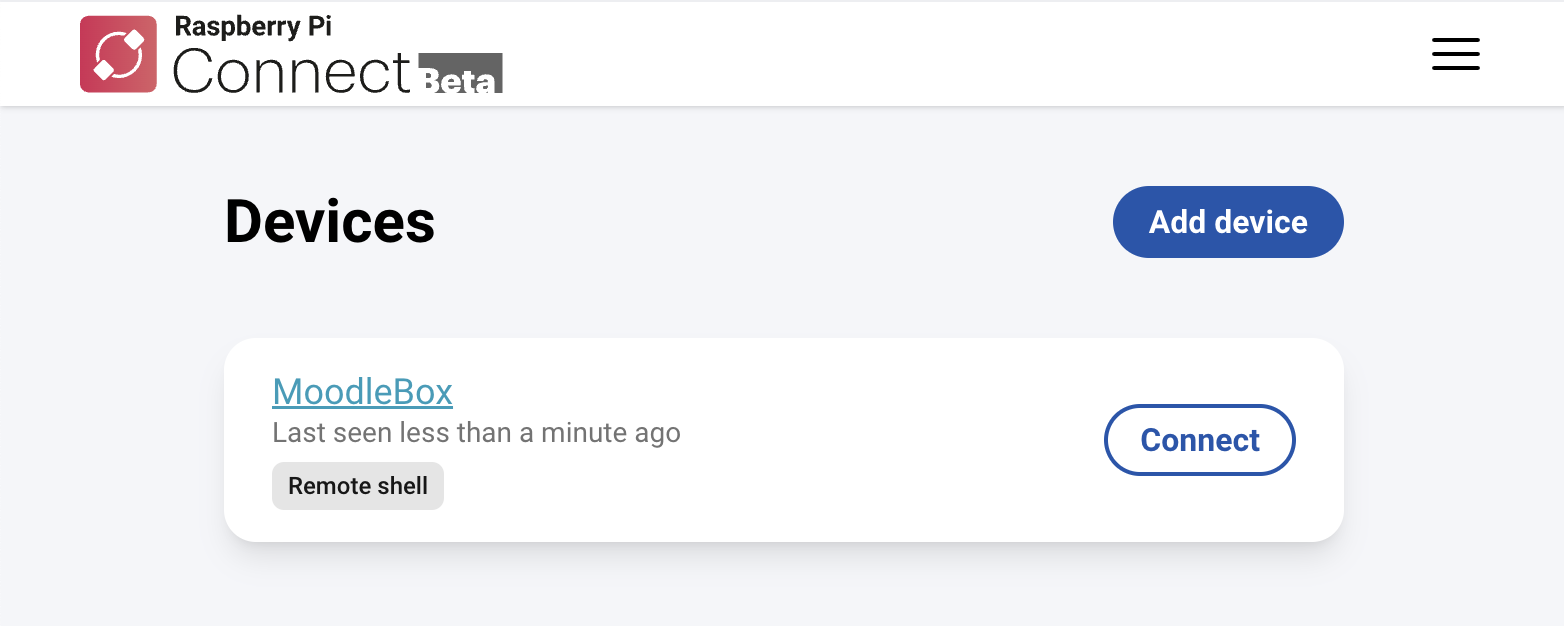 Raspberry Pi
Connect Beta
Devices
Add device
MoodleBox
Last seen less than a minute ago
Remote shell
Connect